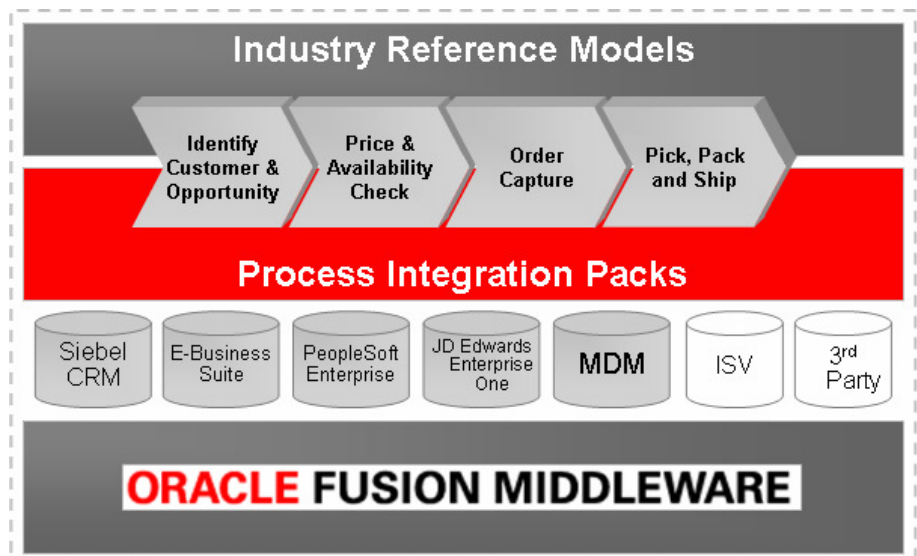 Industry Reference Models
Identify
Customer &
Opportunity
Price &
Availability
Check
Order
Capture
Pick, Pack
and Ship
Process Integration Packs
Siebel
CRM
E-Business
Suite
PeopleSoft
Enterprise
JD Edwards
Enterprise
One
MDM
ISV
3rd
Party
ORACLE FUSION MIDDLEWARE